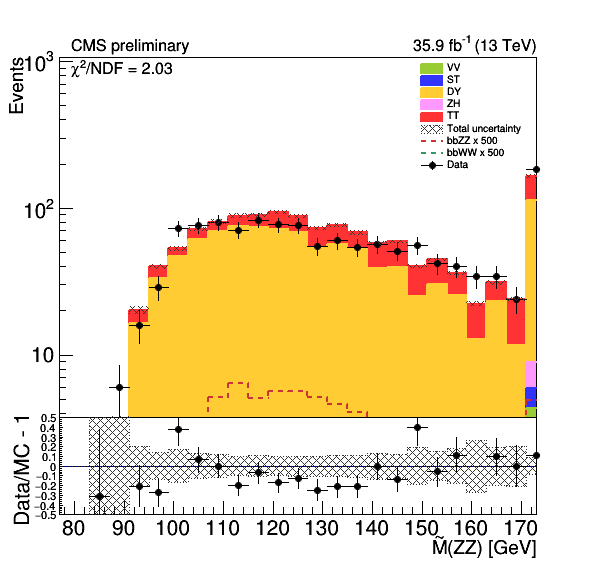 CMS preliminary 35.9 fb⁻¹ (13 TeV)
χ²/NDF = 2.03
Events
10³
10²
10
VV
ST
DY
ZH
TT
Total uncertainty
bbZZ x 500
bbWW x 500
Data
Data/MC - 1
0.5
0.4
0.3
0.2
0.1
0
−0.1
−0.2
−0.3
−0.4
−0.5
80 90 100 110 120 130 140 150 160 170
M̃(ZZ) [GeV]